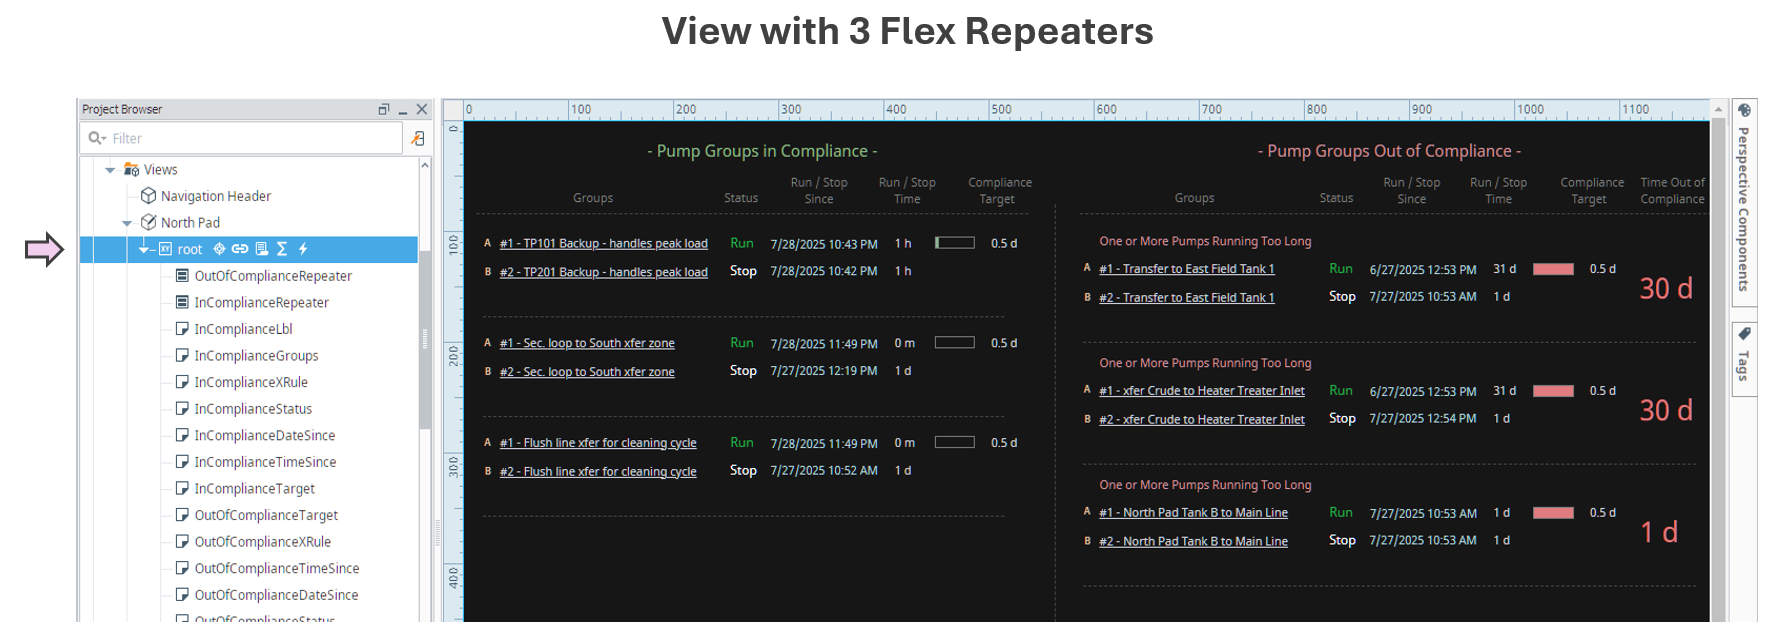 View with 3 Flex Repeaters
Project Browser
Filter
Views
Navigation Header
North Pad
root
OutOfComplianceRepeater
InComplianceRepeater
InComplianceLbl
InComplianceGroups
InComplianceXRule
InComplianceStatus
InComplianceDateSince
InComplianceTimeSince
InComplianceTarget
OutOfComplianceTarget
OutOfComplianceXRule
OutOfComplianceTimeSince
OutOfComplianceDateSince
OutOfComplianceStatus
0 100 200 300 400 500 600 700 800 900 1000 1100
0
100
200
300
400
- Pump Groups in Compliance -
Groups Status Run / Stop Since Run / Stop Time Compliance Target
A #1 - TP101 Backup - handles peak load Run 7/28/2025 10:43 PM 1 h 0.5 d
B #2 - TP201 Backup - handles peak load Stop 7/28/2025 10:42 PM 1 h
A #1 - Sec. loop to South xfer zone Run 7/28/2025 11:49 PM 0 m 0.5 d
B #2 - Sec. loop to South xfer zone Stop 7/27/2025 12:19 PM 1 d
A #1 - Flush line xfer for cleaning cycle Run 7/28/2025 11:49 PM 0 m 0.5 d
B #2 - Flush line xfer for cleaning cycle Stop 7/27/2025 10:52 AM 1 d
- Pump Groups Out of Compliance -
Groups Status Run / Stop Since Run / Stop Time Compliance Target Time Out of Compliance
One or More Pumps Running Too Long
A #1 - Transfer to East Field Tank 1 Run 6/27/2025 12:53 PM 31 d 0.5 d
B #2 - Transfer to East Field Tank 1 Stop 7/27/2025 10:53 AM 1 d
30 d
One or More Pumps Running Too Long
A #1 - xfer Crude to Heater Treater Inlet Run 6/27/2025 12:53 PM 31 d 0.5 d
B #2 - xfer Crude to Heater Treater Inlet Stop 7/27/2025 12:54 PM 1 d
30 d
One or More Pumps Running Too Long
A #1 - North Pad Tank B to Main Line Run 7/27/2025 10:53 AM 1 d 0.5 d
B #2 - North Pad Tank B to Main Line Stop 7/27/2025 10:53 AM 1 d
1 d
Perspective Components
Tags